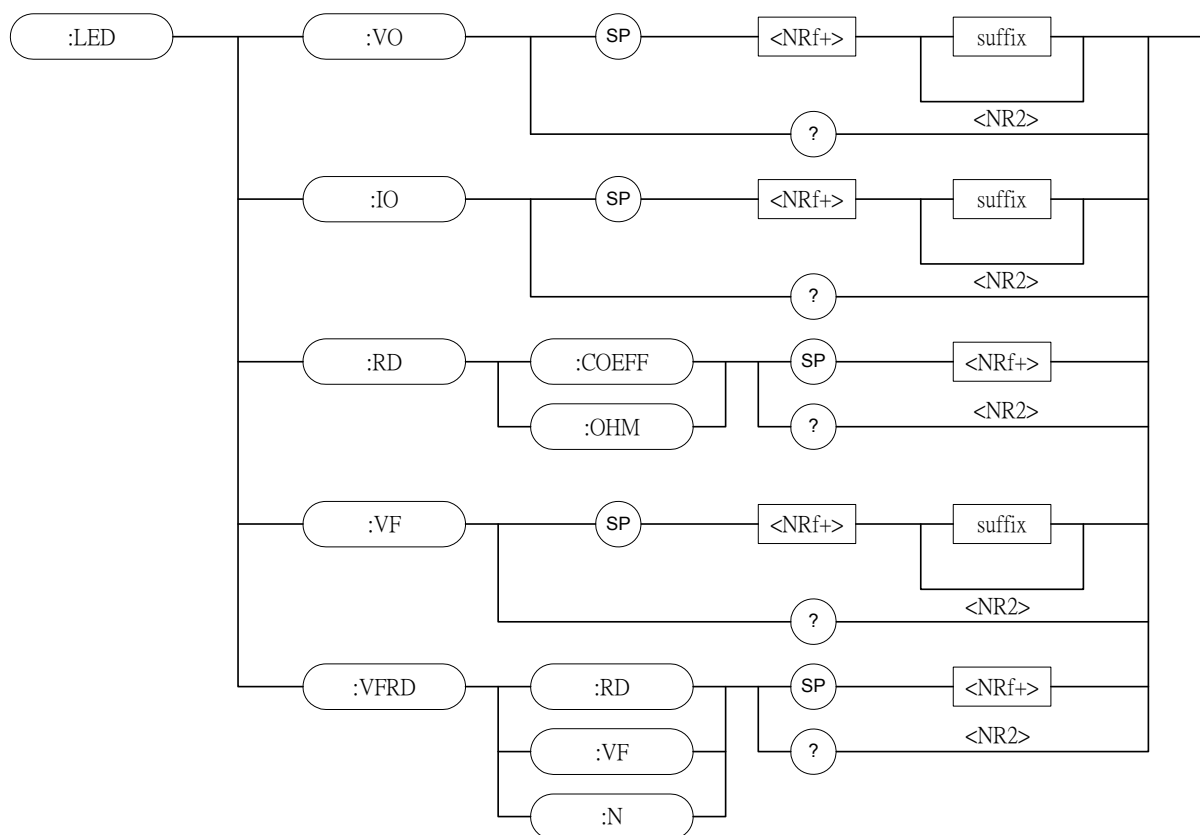 :LED :VO SP <NRf+> suffix
<NR2>
?
:IO SP <NRf+> suffix
<NR2>
?
:RD :COEFF SP <NRf+>
:OHM ? <NR2>
:VF SP <NRf+> suffix
<NR2>
?
:VFRD :RD SP <NRf+>
:VF ? <NR2>
:N